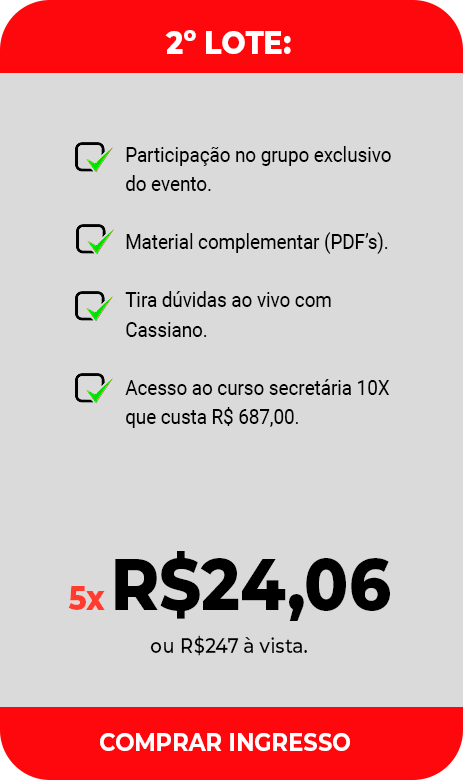 2º LOTE:
Participação no grupo exclusivo
do evento.
Material complementar (PDF's).
Tira dúvidas ao vivo com
Cassiano.
Acesso ao curso secretária 10X
que custa R$ 687,00.
5x R$24,06
ou R$247 à vista.
COMPRAR INGRESSO